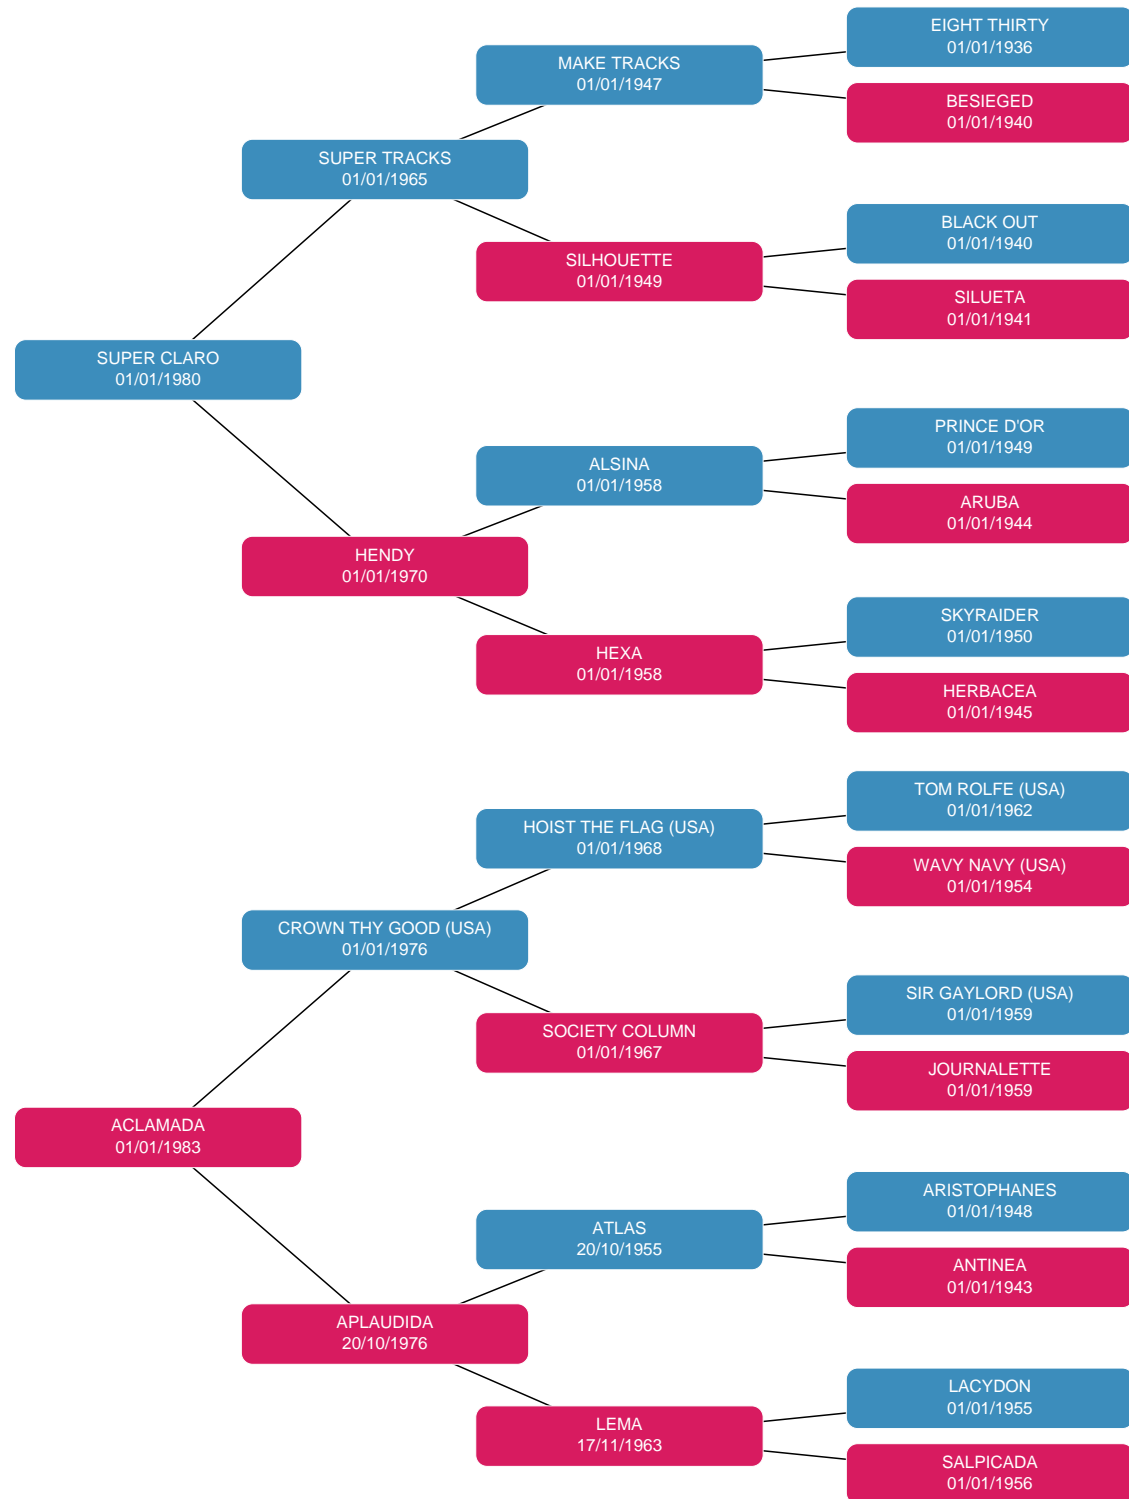 EIGHT THIRTY
01/01/1936
MAKE TRACKS
01/01/1947
BESIEGED
01/01/1940
SUPER TRACKS
01/01/1965
BLACK OUT
01/01/1940
SILHOUETTE
01/01/1949
SILUETA
01/01/1941
SUPER CLARO
01/01/1980
PRINCE D'OR
01/01/1949
ALSINA
01/01/1958
ARUBA
01/01/1944
HENDY
01/01/1970
SKYRAIDER
01/01/1950
HEXA
01/01/1958
HERBACEA
01/01/1945
TOM ROLFE (USA)
01/01/1962
HOIST THE FLAG (USA)
01/01/1968
WAVY NAVY (USA)
01/01/1954
CROWN THY GOOD (USA)
01/01/1976
SIR GAYLORD (USA)
01/01/1959
SOCIETY COLUMN
01/01/1967
JOURNALETTE
01/01/1959
ACLAMADA
01/01/1983
ARISTOPHANES
01/01/1948
ATLAS
20/10/1955
ANTINEA
01/01/1943
APLAUDIDA
20/10/1976
LACYDON
01/01/1955
LEMA
17/11/1963
SALPICADA
01/01/1956